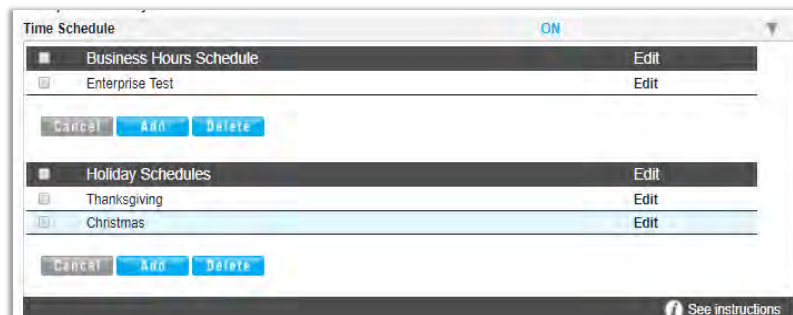 Time Schedule ON
Business Hours Schedule Edit
Enterprise Test Edit
Cancel Add Delete
Holiday Schedules Edit
Thanksgiving Edit
Christmas Edit
Cancel Add Delete
See instructions